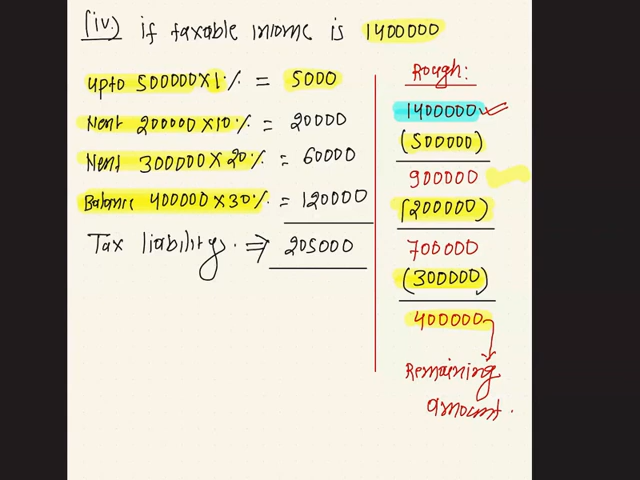 (iv.) if taxable income is 1400000
upto 500000 x 1% = 5000
Next 200000 x 10% = 20000
Next 300000 x 20% = 60000
Balance 400000 x 30% = 120000
Tax liability. ⇒ 205000
Rough:
1400000
(500000)
900000
(200000)
700000
(300000)
400000
Remaining
amount.